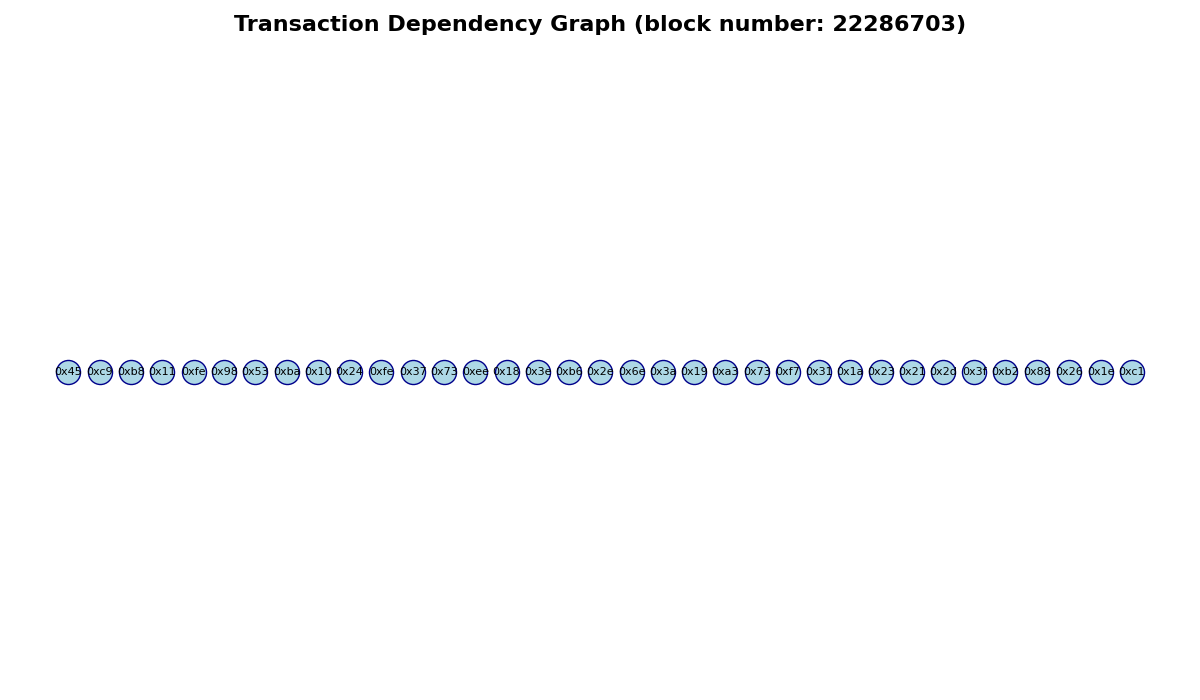 Transaction Dependency Graph (block number: 22286703)
0x45 0xc9 0xb8 0x11 0xfe 0x98 0x53 0xba 0x10 0x24 0xfe 0x37 0x73 0xee 0x18 0x3e 0xb6 0x2e 0x6e 0x3a 0x19 0xa3 0x73 0xf7 0x31 0x1a 0x23 0x21 0x2d 0x3f 0xb2 0x88 0x26 0x1e 0xc1